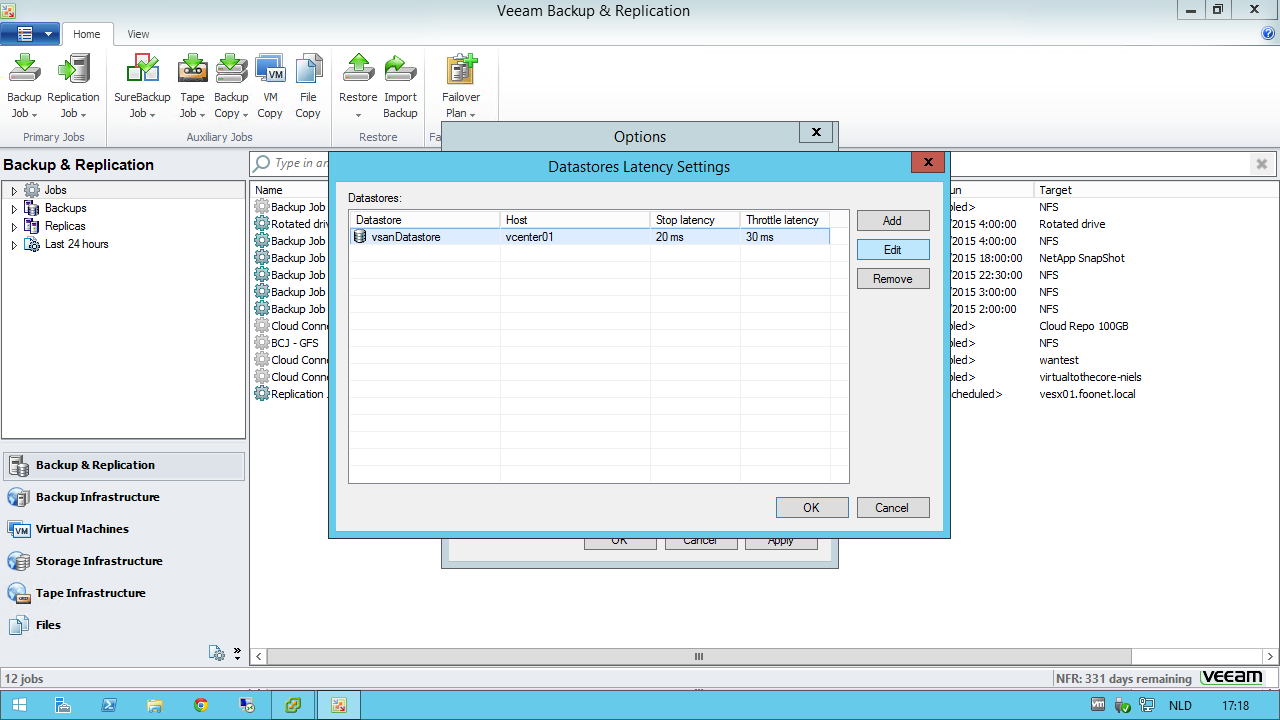 Veeam Backup & Replication
Home View
Backup Job
Replication Job
SureBackup Job
Tape Job
Backup Copy
VM Copy
File Copy
Restore
Import Backup
Failover Plan
Primary Jobs
Auxiliary Jobs
Restore
Fa
Options
Backup & Replication
Type in an
Datastores Latency Settings
Jobs
Backups
Replicas
Last 24 hours
Name
un
Target
Backup Job
bled>
NFS
Rotated drive
/2015 4:00:00
Rotated drive
Backup Job
/2015 4:00:00
NFS
Backup Job
/2015 18:00:00
NetApp SnapShot
Backup Job
/2015 22:30:00
NFS
Backup Job
/2015 3:00:00
NFS
Backup Job
/2015 2:00:00
NFS
Cloud Conne
bled>
Cloud Repo 100GB
BCJ - GFS
bled>
NFS
Cloud Conne
bled>
wantest
Cloud Conne
bled>
virtualtothecore-niels
Replication
cheduled>
vesx01.foonet.local
Datastores:
Datastore Host Stop latency Throttle latency
vsanDatastore vcenter01 20 ms 30 ms
Add
Edit
Remove
OK Cancel
OK Cancel Apply
Backup & Replication
Backup Infrastructure
Virtual Machines
Storage Infrastructure
Tape Infrastructure
Files
12 jobs
NFR: 331 days remaining
veeam
NLD 17:18